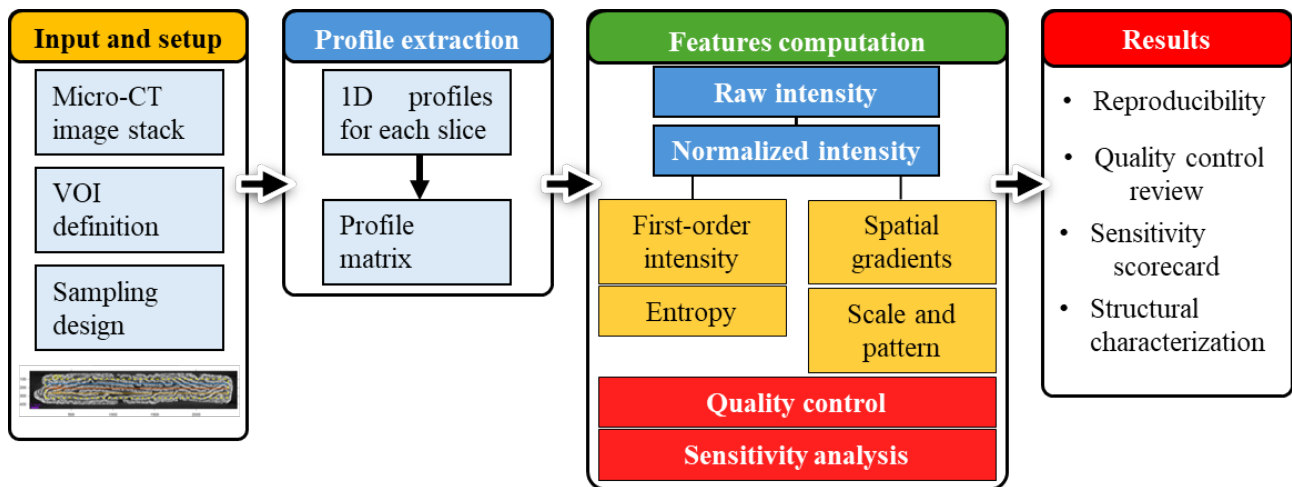 Input and setup
Micro-CT
image stack
VOI
definition
Sampling
design
Profile extraction
1D profiles
for each slice
Profile
matrix
Features computation
Raw intensity
Normalized intensity
First-order
intensity
Entropy
Spatial
gradients
Scale and
pattern
Quality control
Sensitivity analysis
Results
• Reproducibility
• Quality control
review
• Sensitivity
scorecard
• Structural
characterization